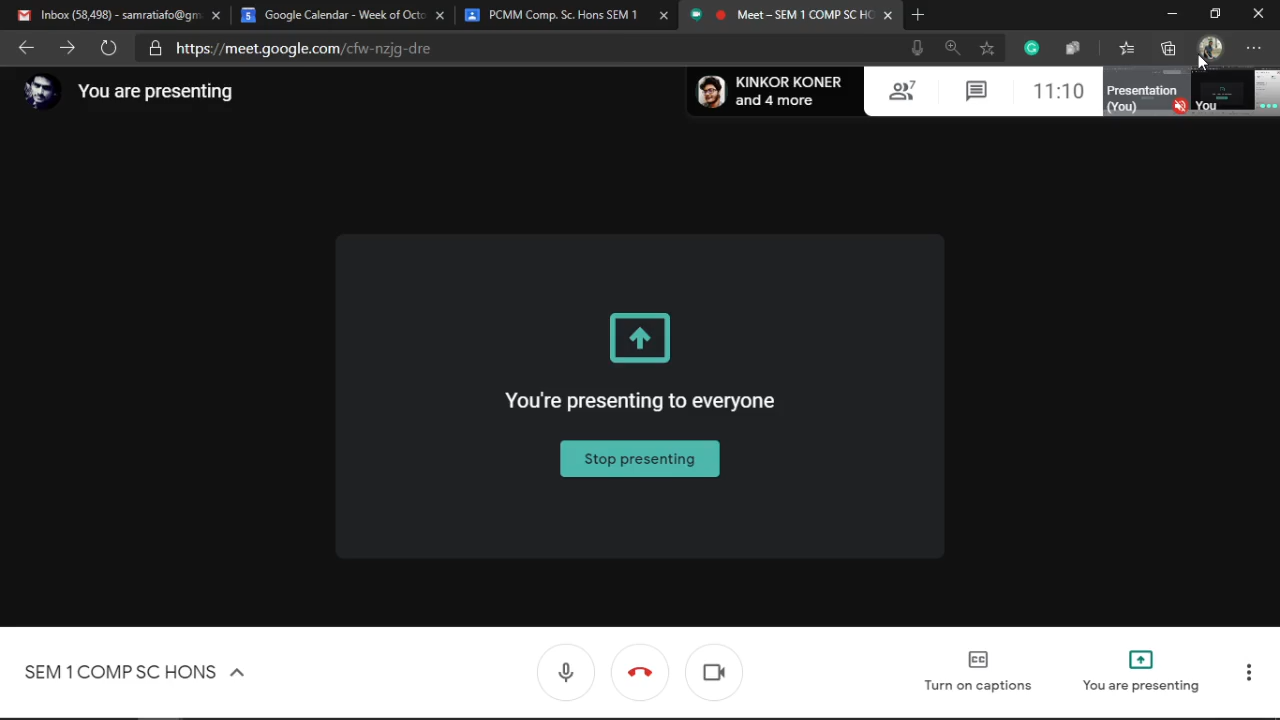 Inbox (58,498) - samratiafo@gm
5
Google Calendar - Week of Octo
PCMM Comp. Sc. Hons SEM 1
Meet – SEM 1 COMP SC HO
https://meet.google.com/cfw-nzjg-dre
You are presenting
KINKOR KONER
and 4 more
7
11:10
Presentation
(You)
You
You're presenting to everyone
Stop presenting
SEM 1 COMP SC HONS
CC
Turn on captions
You are presenting